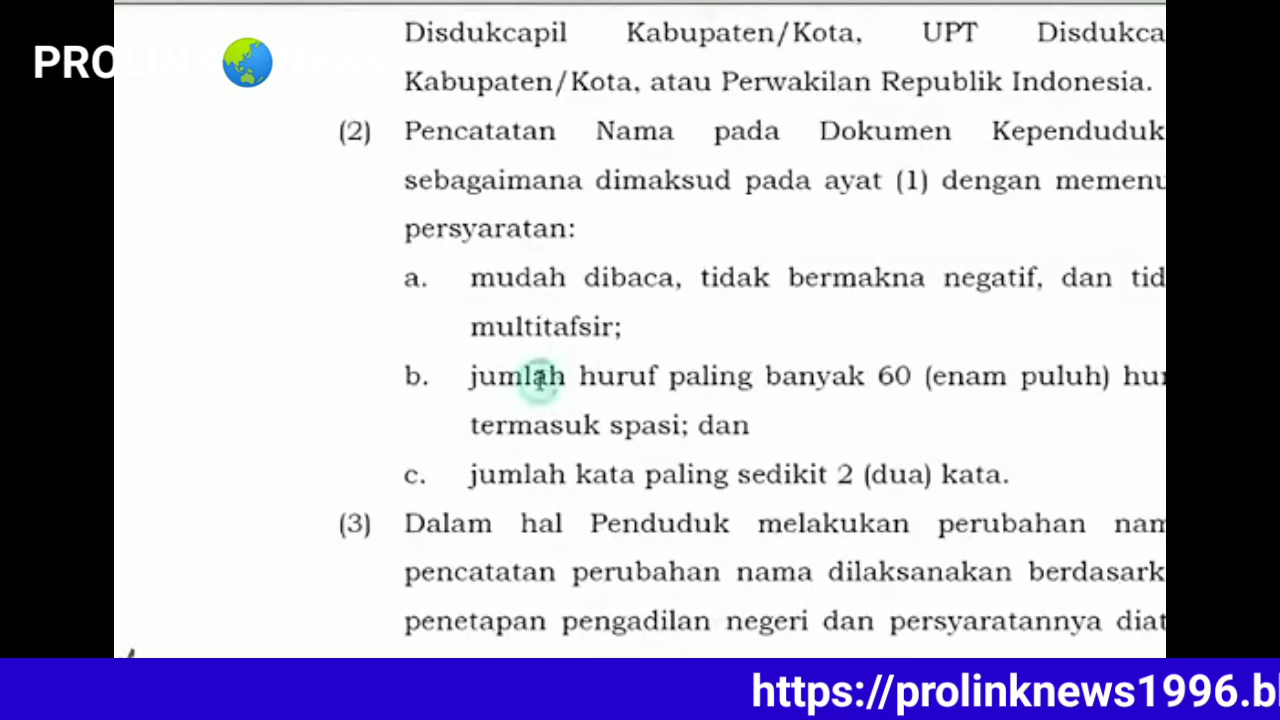 PROLINK News
Disdukcapil Kabupaten/Kota, UPT Disdukca
Kabupaten/Kota, atau Perwakilan Republik Indonesia.
(2) Pencatatan Nama pada Dokumen Kependuduk
sebagaimana dimaksud pada ayat (1) dengan memenu
persyaratan:
a. mudah dibaca, tidak bermakna negatif, dan tid
multitafsir;
b. jumlah huruf paling banyak 60 (enam puluh) hur
termasuk spasi; dan
c. jumlah kata paling sedikit 2 (dua) kata.
(3) Dalam hal Penduduk melakukan perubahan nam
pencatatan perubahan nama dilaksanakan berdasark
penetapan pengadilan negeri dan persyaratannya diat
https://prolinknews1996.bl